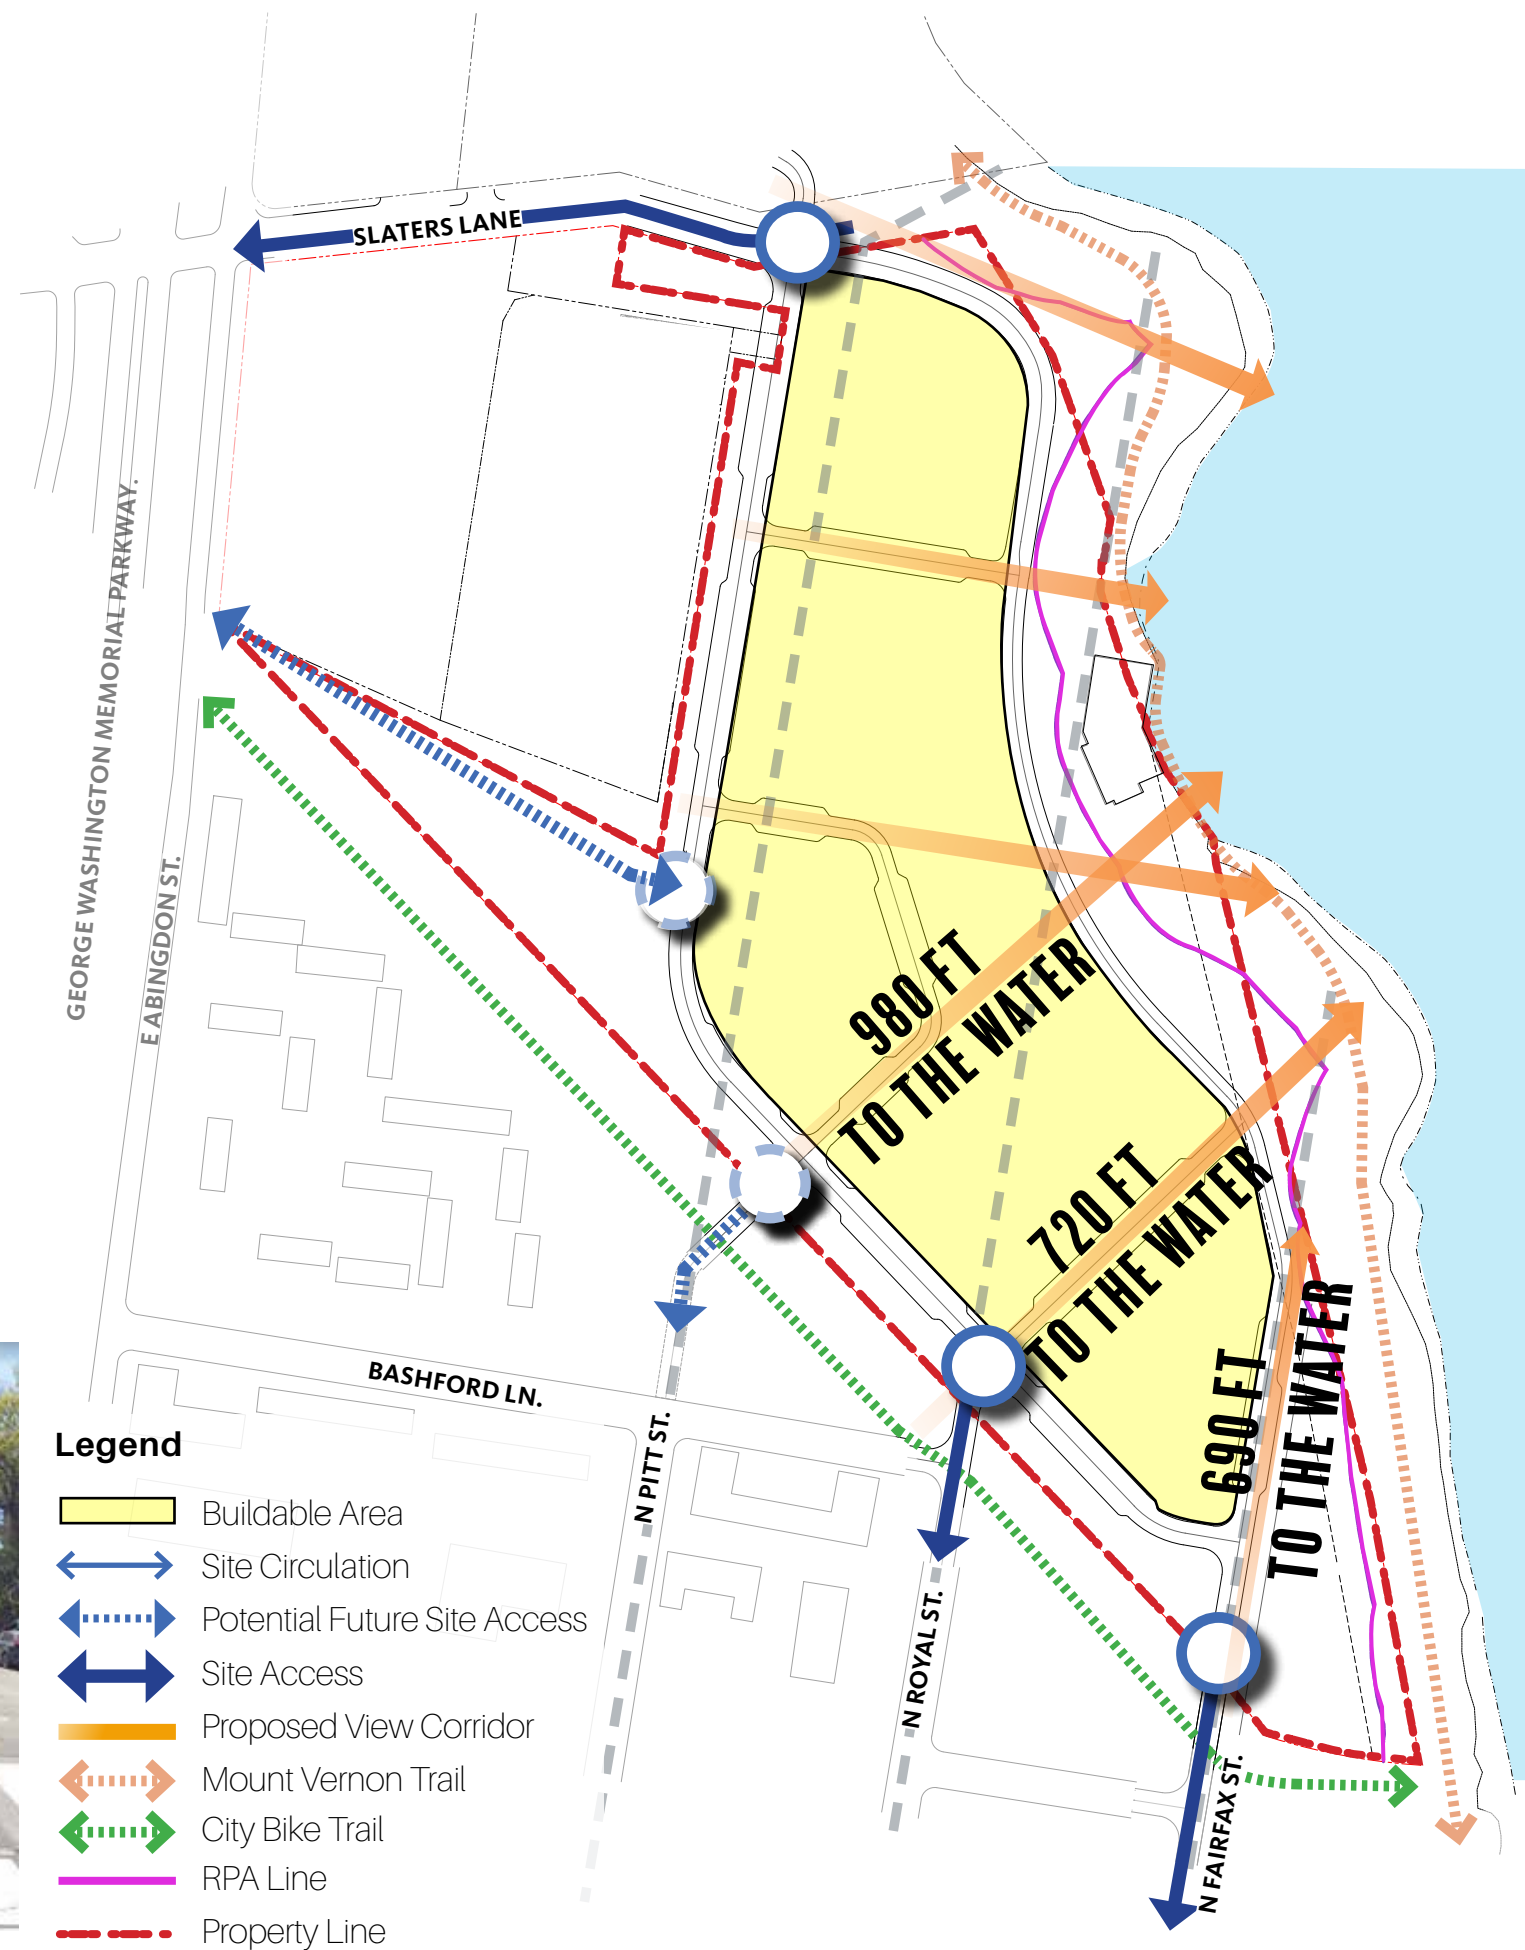 SLATERS LANE
GEORGE WASHINGTON MEMORIAL PARKWAY.
E ABINGDON ST.
980 FT
TO THE WATER
720 FT
TO THE WATER
690 FT
TO THE WATER
BASHFORD LN.
N PITT ST.
N ROYAL ST.
N FAIRFAX ST.
Legend
Buildable Area
Site Circulation
Potential Future Site Access
Site Access
Proposed View Corridor
Mount Vernon Trail
City Bike Trail
RPA Line
Property Line